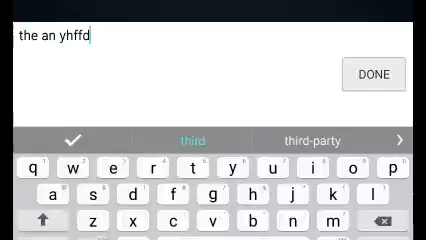 the an yhffd
DONE
third third-party
q w e r t y u i o p
a s d f g h j k l
z x c v b n m